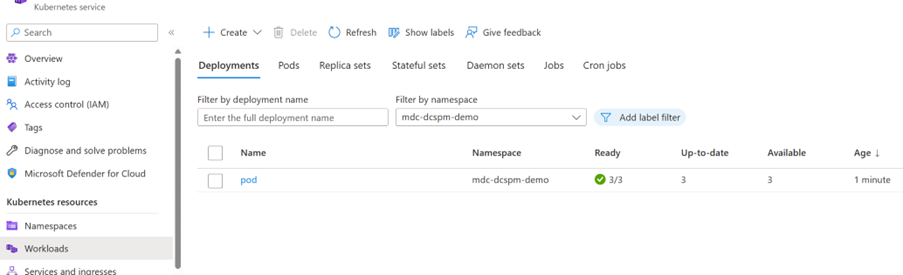 Kubernetes service
Search
«
Create
Delete
Refresh
Show labels
Give feedback
Overview
Activity log
Access control (IAM)
Tags
Diagnose and solve problems
Microsoft Defender for Cloud
Kubernetes resources
Namespaces
Workloads
Services and ingresses
Deployments Pods Replica sets Stateful sets Daemon sets Jobs Cron jobs
Filter by deployment name
Enter the full deployment name
Filter by namespace
mdc-dcspm-demo
Add label filter
Name Namespace Ready Up-to-date Available Age ↓
pod mdc-dcspm-demo 3/3 3 3 1 minute